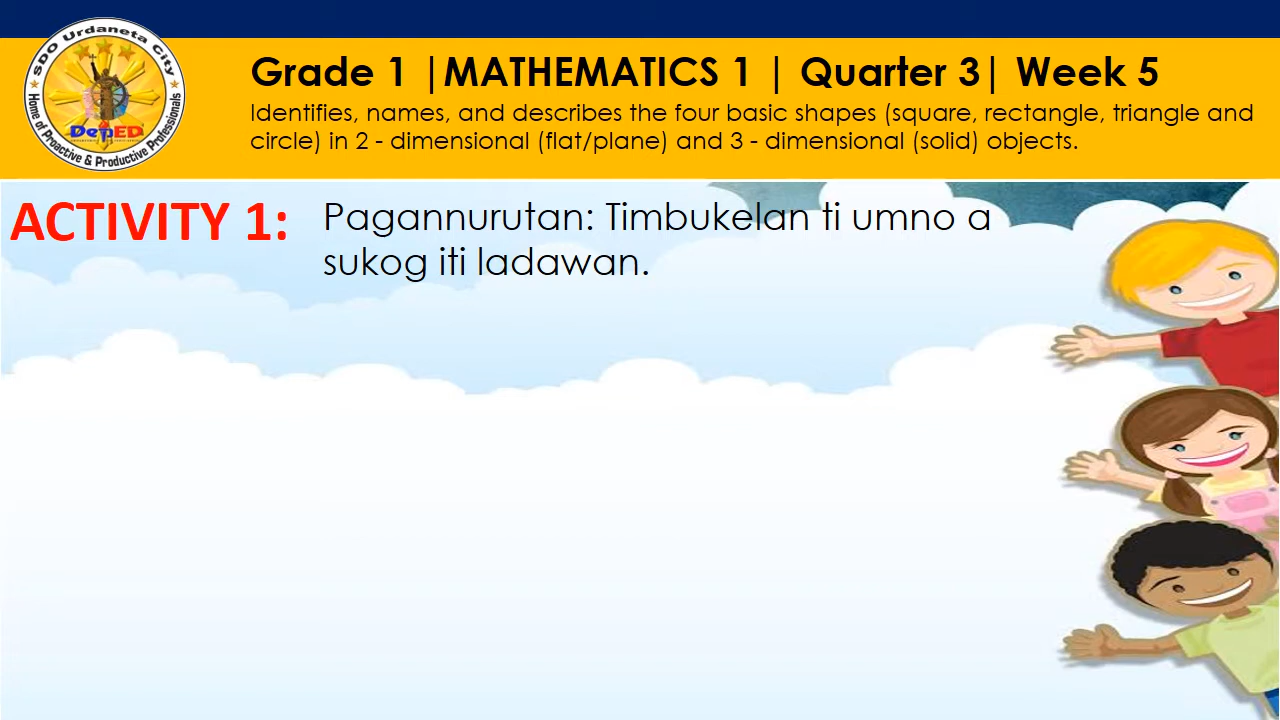 SDO Urdaneta City
DepED
Home of Proactive & Productive Professionals
Grade 1 |MATHEMATICS 1 | Quarter 3| Week 5
Identifies, names, and describes the four basic shapes (square, rectangle, triangle and
circle) in 2 - dimensional (flat/plane) and 3 - dimensional (solid) objects.
ACTIVITY 1: Pagannurutan: Timbukelan ti umno a
sukog iti ladawan.